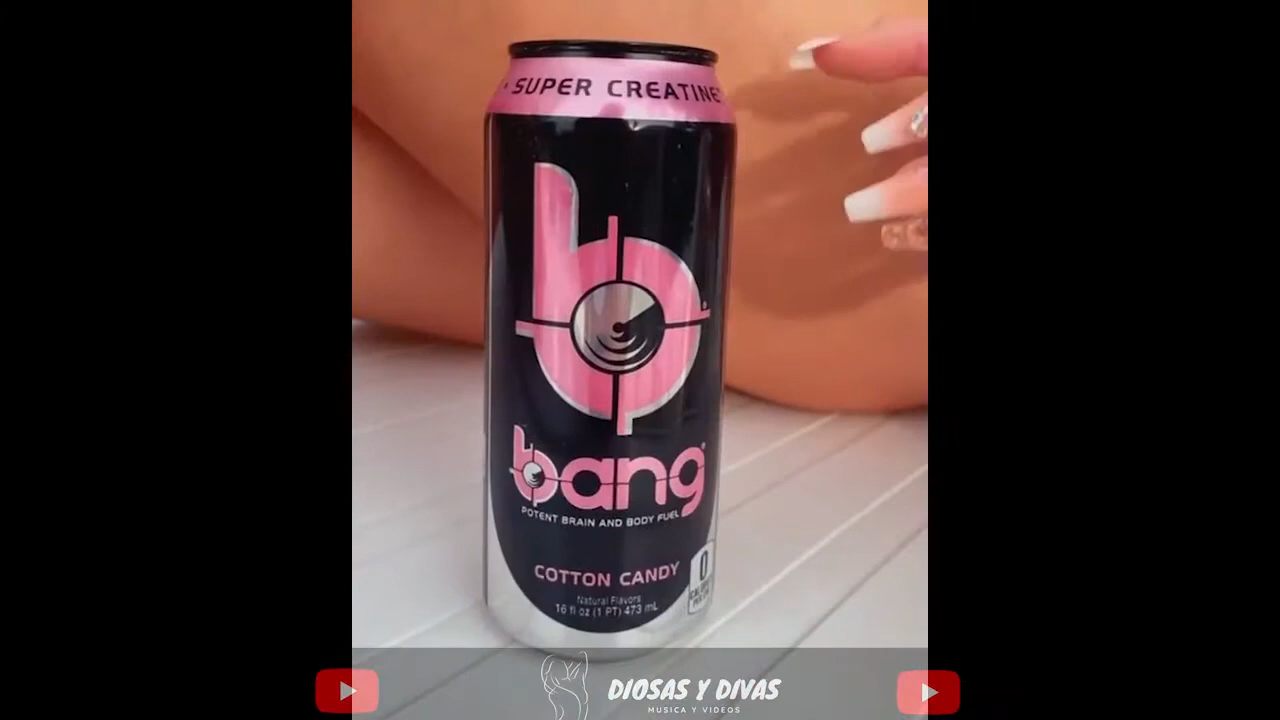 SUPER CREATINE
bang
POTENT BRAIN AND BODY FUEL
COTTON CANDY
Natural Flavors
16 fl oz (1 PT) 473 mL
0
DIOSAS Y DIVAS
MUSICA Y VIDEOS